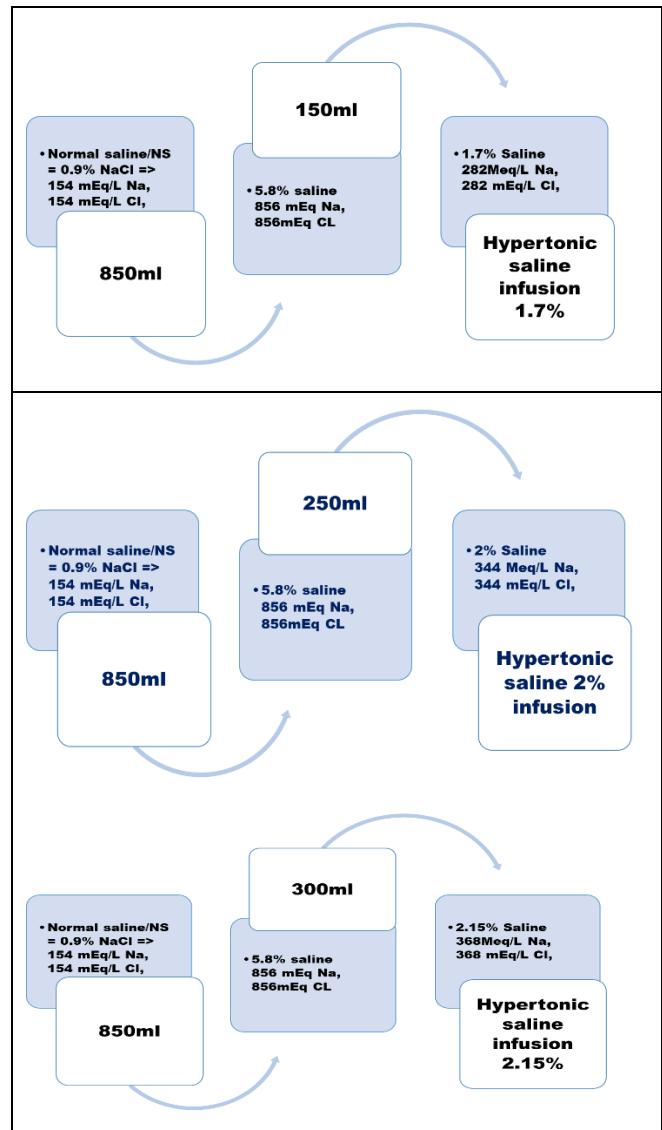 • Normal saline/NS
= 0.9% NaCl =>
154 mEq/L Na,
154 mEq/L Cl,
850ml
150ml
• 5.8% saline
856 mEq Na,
856mEq CL
• 1.7% Saline
282Meq/L Na,
282 mEq/L Cl,
Hypertonic
saline
infusion
1.7%
• Normal saline/NS
= 0.9% NaCl =>
154 mEq/L Na,
154 mEq/L Cl,
850ml
250ml
• 5.8% saline
856 mEq Na,
856mEq CL
• 2% Saline
344 Meq/L Na,
344 mEq/L Cl,
Hypertonic
saline 2%
infusion
• Normal saline/NS
= 0.9% NaCl =>
154 mEq/L Na,
154 mEq/L Cl,
850ml
300ml
• 5.8% saline
856 mEq Na,
856mEq CL
• 2.15% Saline
368Meq/L Na,
368 mEq/L Cl,
Hypertonic
saline
infusion
2.15%